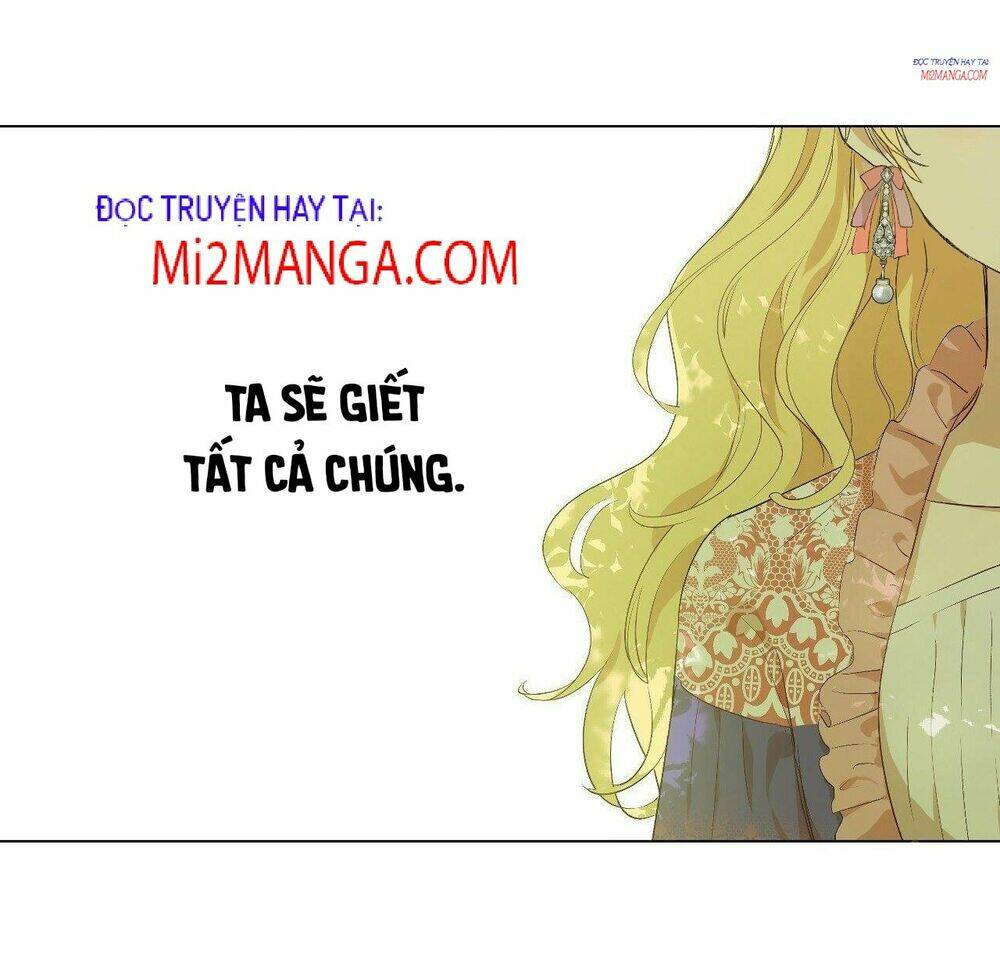 ĐỌC TRUYỆN HAY TẠI
MI2MANGA.COM
ĐỌC TRUYỆN HAY TẠI:
Mi2MANGA.COM
TA SẼ GIẾT
TẤT CẢ CHÚNG.